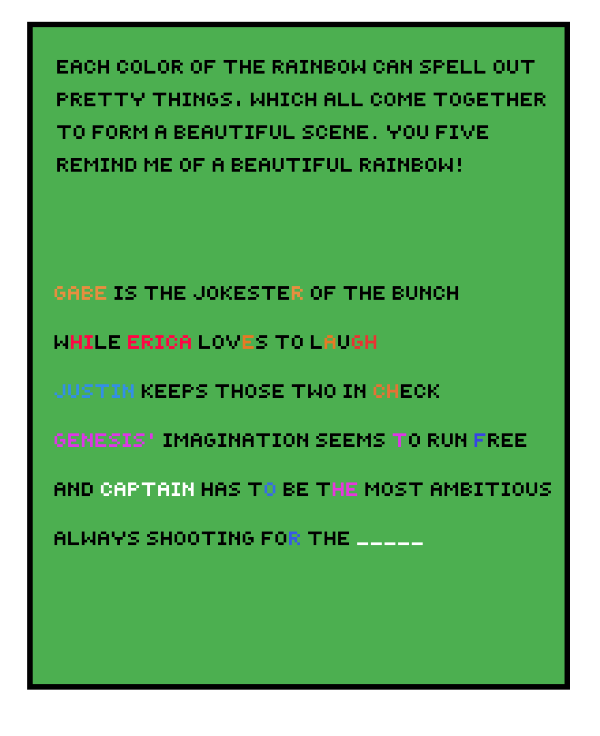 EACH COLOR OF THE RAINBOW CAN SPELL OUT
PRETTY THINGS, WHICH ALL COME TOGETHER
TO FORM A BEAUTIFUL SCENE. YOU FIVE
REMIND ME OF A BEAUTIFUL RAINBOW!
GABE IS THE JOKESTER OF THE BUNCH
WHILE ERICA LOVES TO LAUGH
JUSTIN KEEPS THOSE TWO IN CHECK
GENESIS' IMAGINATION SEEMS TO RUN FREE
AND CAPTAIN HAS TO BE THE MOST AMBITIOUS
ALWAYS SHOOTING FOR THE _____